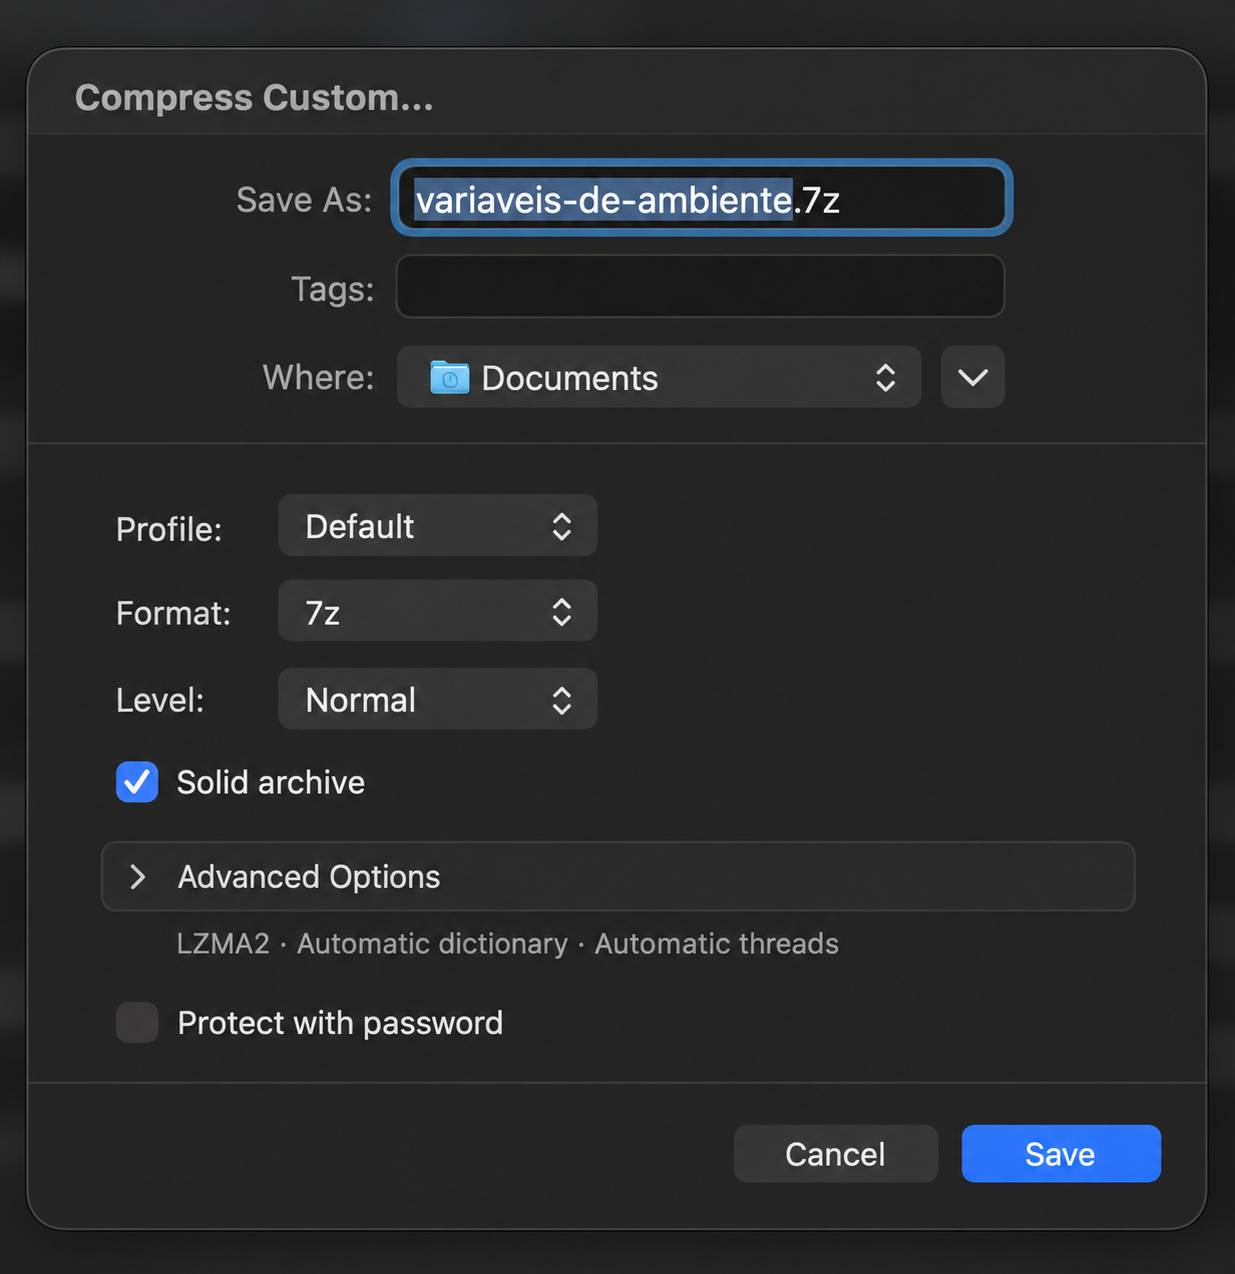 Compress Custom...
Save As: variaveis-de-ambiente.7z
Tags:
Where: Documents
Profile: Default
Format: 7z
Level: Normal
Solid archive
Advanced Options
LZMA2 · Automatic dictionary · Automatic threads
Protect with password
Cancel Save